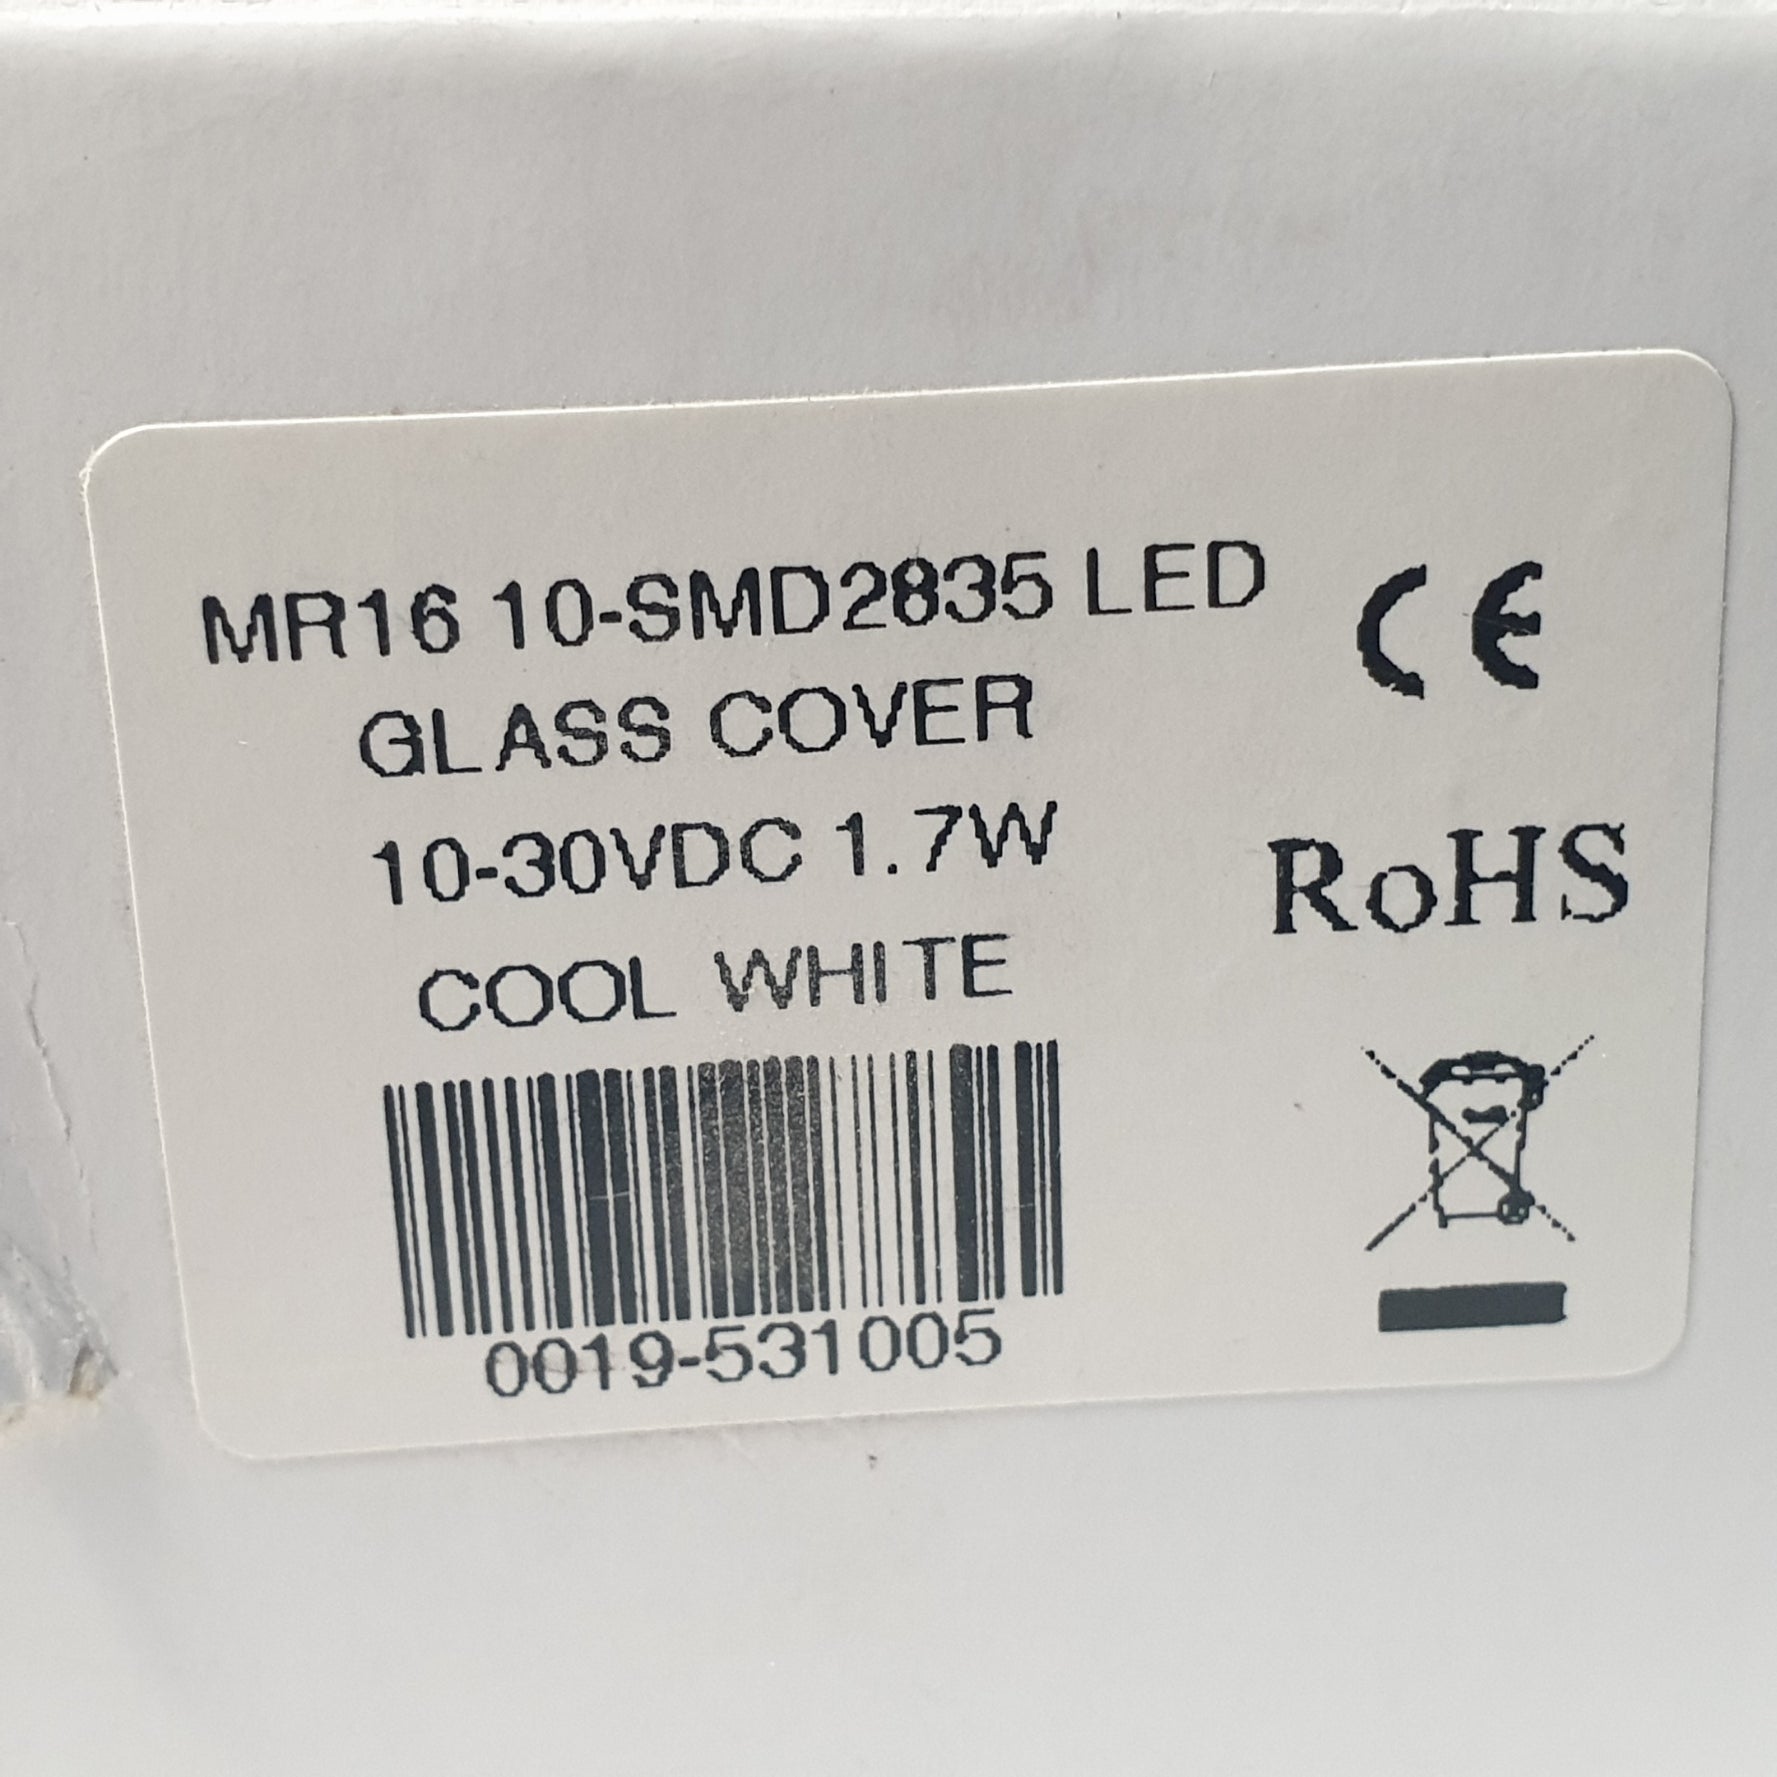 MR16 10-SMD2835 LED
GLASS COVER
10-30VDC 1.7W
COOL WHITE
0019-531005
CE
RoHS